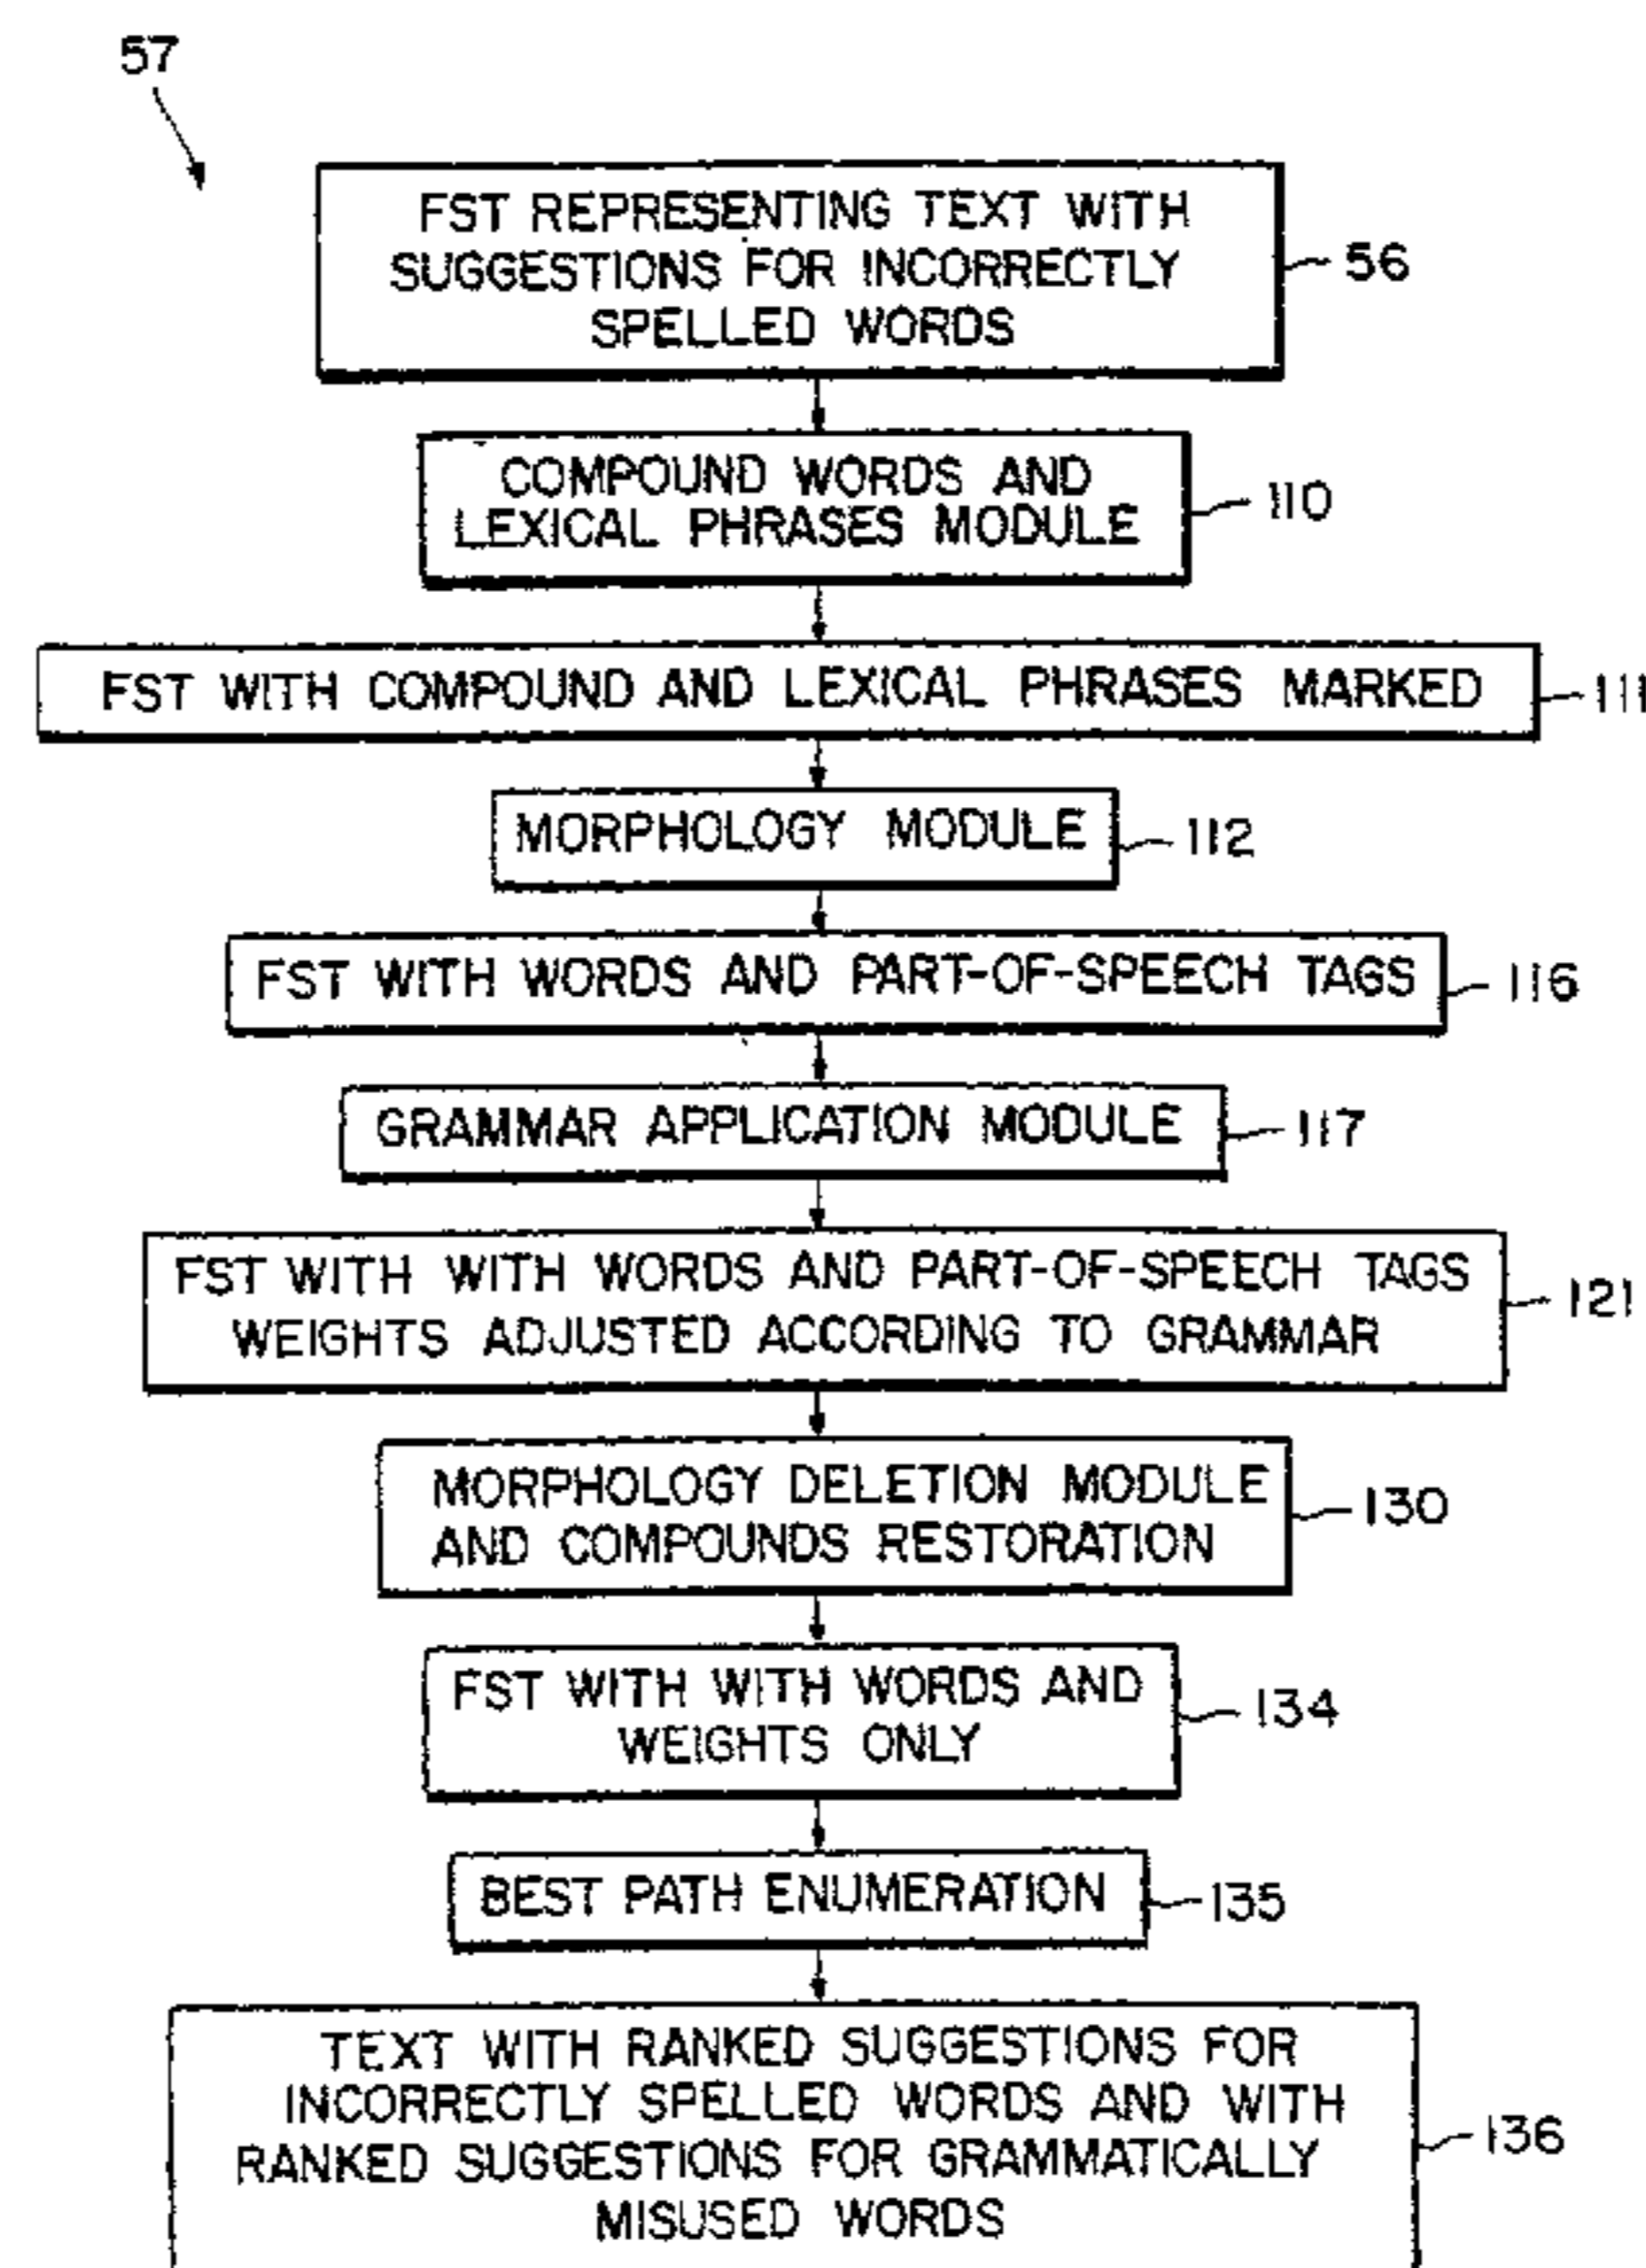 57
FST REPRESENTING TEXT WITH
SUGGESTIONS FOR INCORRECTLY
SPELLED WORDS
56
COMPOUND WORDS AND
LEXICAL PHRASES MODULE
110
FST WITH COMPOUND AND LEXICAL PHRASES MARKED
111
MORPHOLOGY MODULE
112
FST WITH WORDS AND PART-OF-SPEECH TAGS
116
GRAMMAR APPLICATION MODULE
117
FST WITH WITH WORDS AND PART-OF-SPEECH TAGS
WEIGHTS ADJUSTED ACCORDING TO GRAMMAR
121
MORPHOLOGY DELETION MODULE
AND COMPOUNDS RESTORATION
130
FST WITH WITH WORDS AND
WEIGHTS ONLY
134
BEST PATH ENUMERATION
135
TEXT WITH RANKED SUGGESTIONS FOR
INCORRECTLY SPELLED WORDS AND WITH
RANKED SUGGESTIONS FOR GRAMMATICALLY
MISUSED WORDS
136